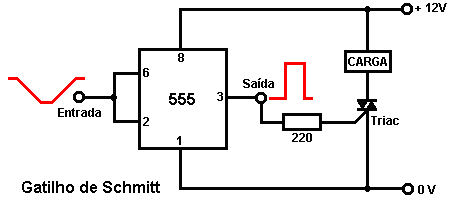 + 12V
8
CARGA
6
555
3
Saída
Entrada
2
Triac
220
1
Gatilho de Schmitt
0 V